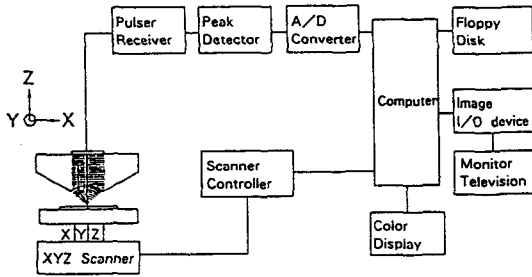 Pulser
Receiver
Peak
Detector
A/D
Converter
Floppy
Disk
Z
Y X
Computer
Image
I/O device
Scanner
Controller
Monitor
Television
X Y Z
XYZ Scanner
Color
Display